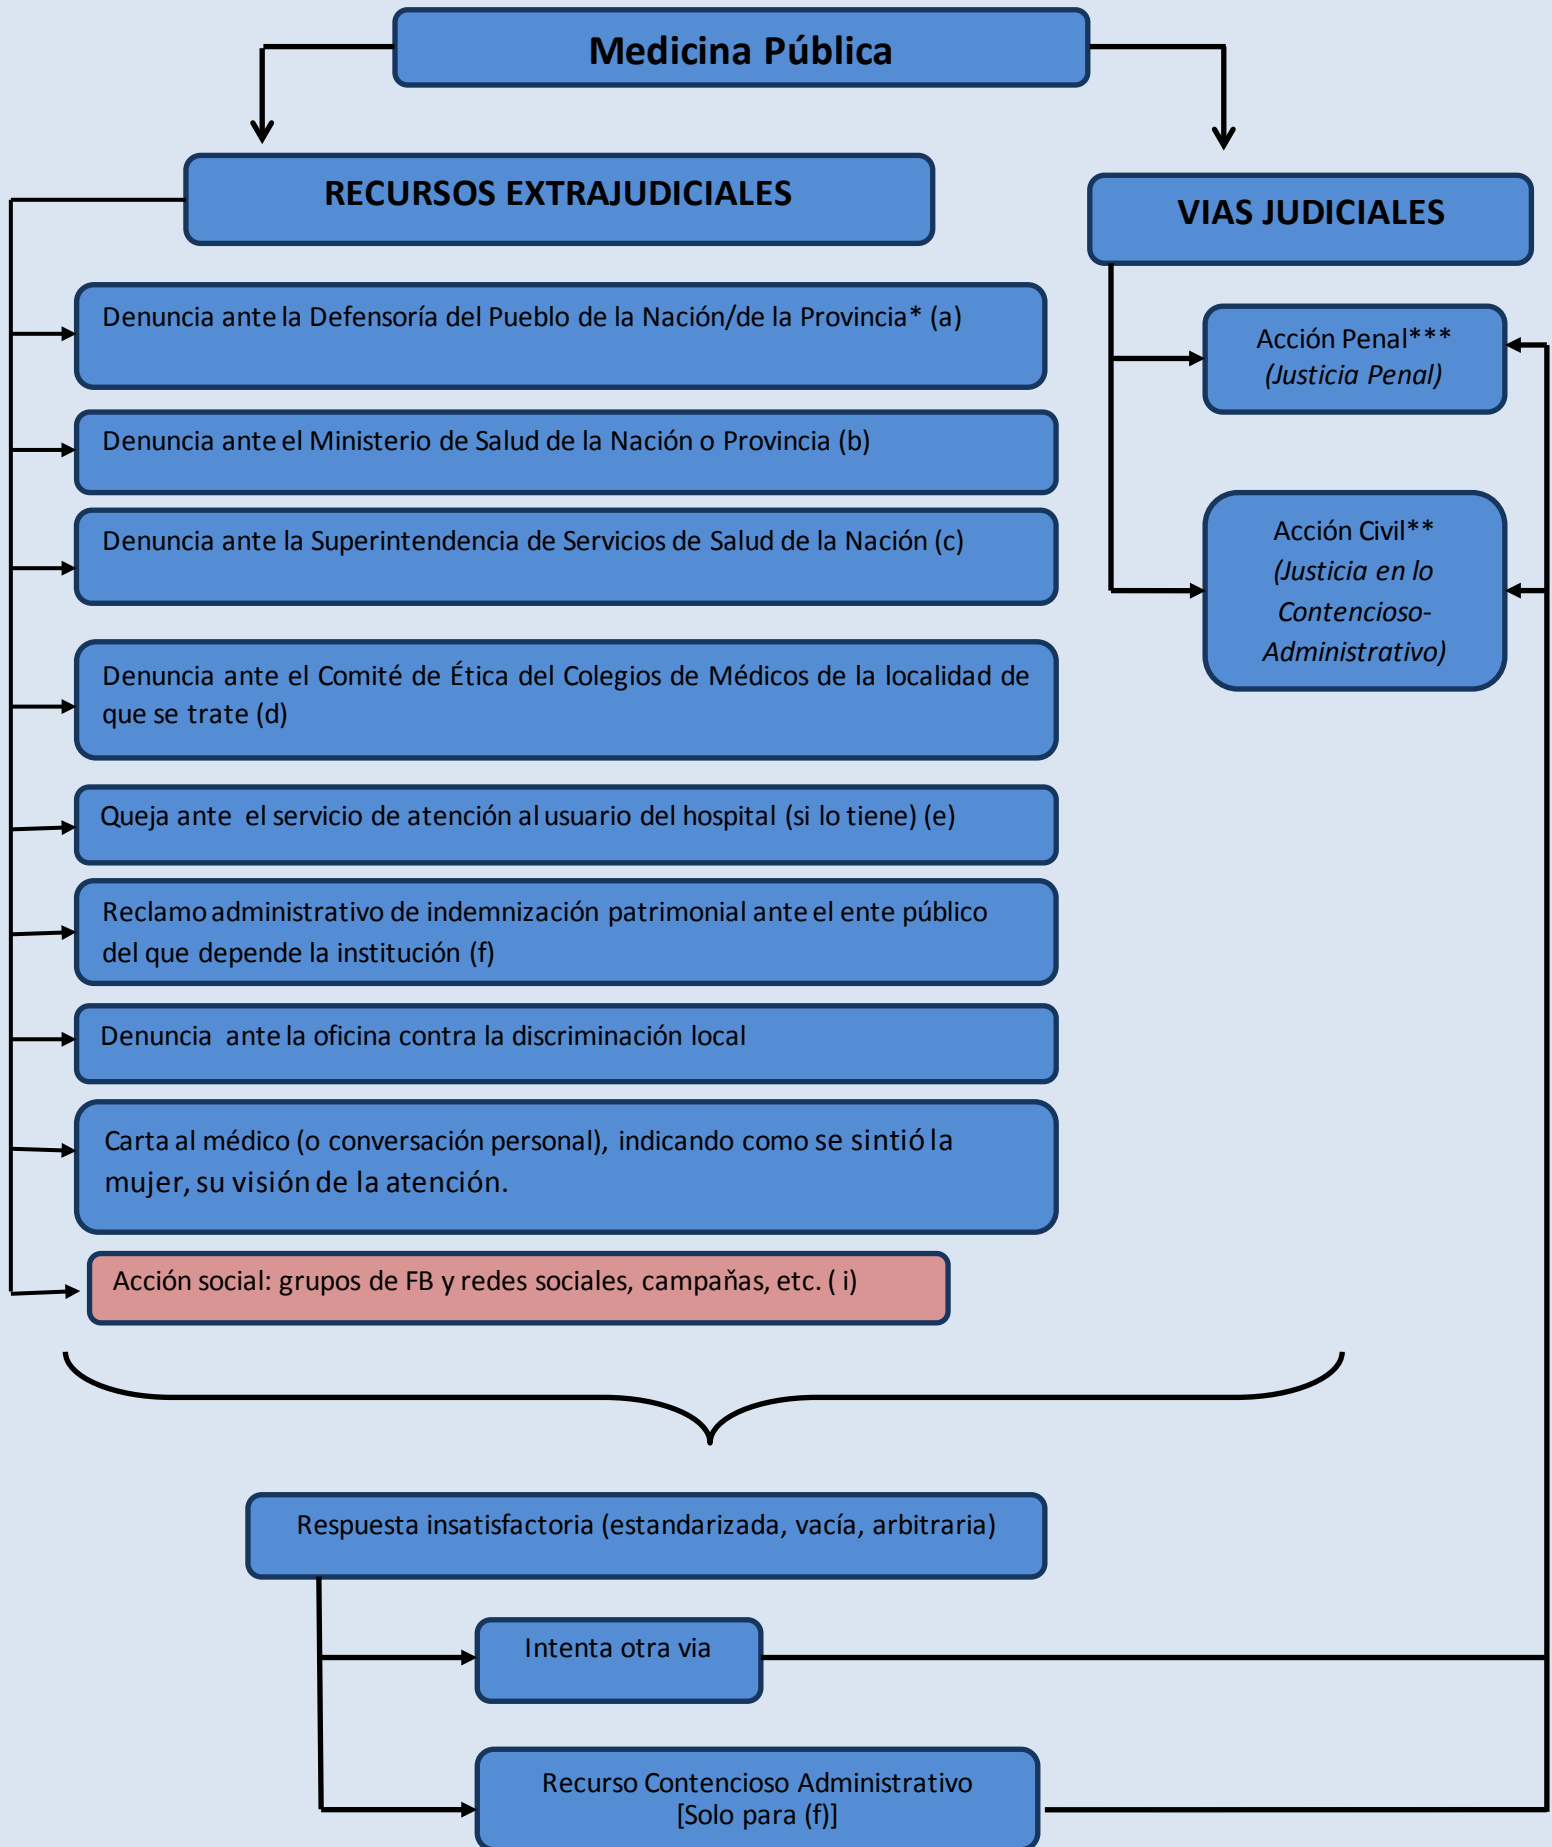 Medicina Pública
RECURSOS EXTRAJUDICIALES
VIAS JUDICIALES
Denuncia ante la Defensoría del Pueblo de la Nación/de la Provincia* (a)
Denuncia ante el Ministerio de Salud de la Nación o Provincia (b)
Denuncia ante la Superintendencia de Servicios de Salud de la Nación (c)
Denuncia ante el Comité de Ética del Colegios de Médicos de la localidad de
que se trate (d)
Queja ante el servicio de atención al usuario del hospital (si lo tiene) (e)
Reclamo administrativo de indemnización patrimonial ante el ente público
del que depende la institución (f)
Denuncia ante la oficina contra la discriminación local
Carta al médico (o conversación personal), indicando como se sintió la
mujer, su visión de la atención.
Acción social: grupos de FB y redes sociales, campaňas, etc. ( i)
Acción Penal***
(Justicia Penal)
Acción Civil**
(Justicia en lo
Contencioso-
Administrativo)
Respuesta insatisfactoria (estandarizada, vacía, arbitraria)
Intenta otra via
Recurso Contencioso Administrativo
[Solo para (f)]